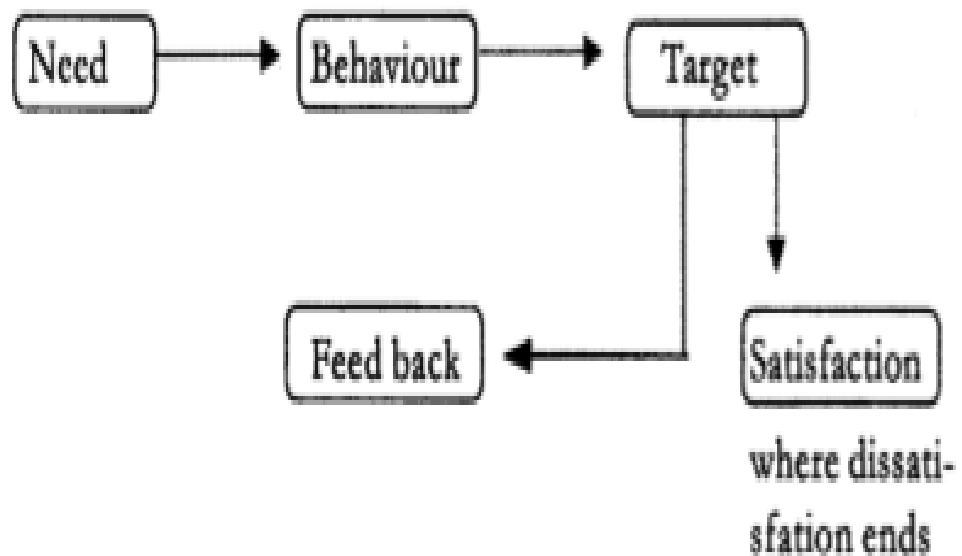 Need
Behaviour
Target
Feed back
Satisfaction
where dissati-
sfation ends